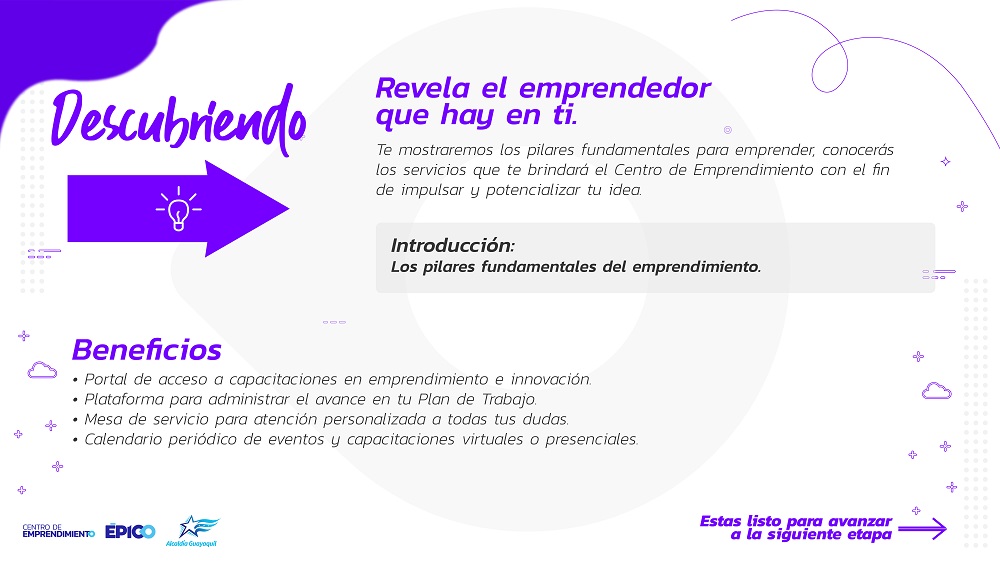 Descubriendo
Revela el emprendedor
que hay en ti.
Te mostraremos los pilares fundamentales para emprender, conocerás
los servicios que te brindará el Centro de Emprendimiento con el fin
de impulsar y potencializar tu idea.
Introducción:
Los pilares fundamentales del emprendimiento.
Beneficios
• Portal de acceso a capacitaciones en emprendimiento e innovación.
• Plataforma para administrar el avance en tu Plan de Trabajo.
• Mesa de servicio para atención personalizada a todas tus dudas.
• Calendario periódico de eventos y capacitaciones virtuales o presenciales.
CENTRO DE
EMPRENDIMIENTO
ÉPICO
Alcaldía Guayaquil
Estas listo para avanzar
a la siguiente etapa